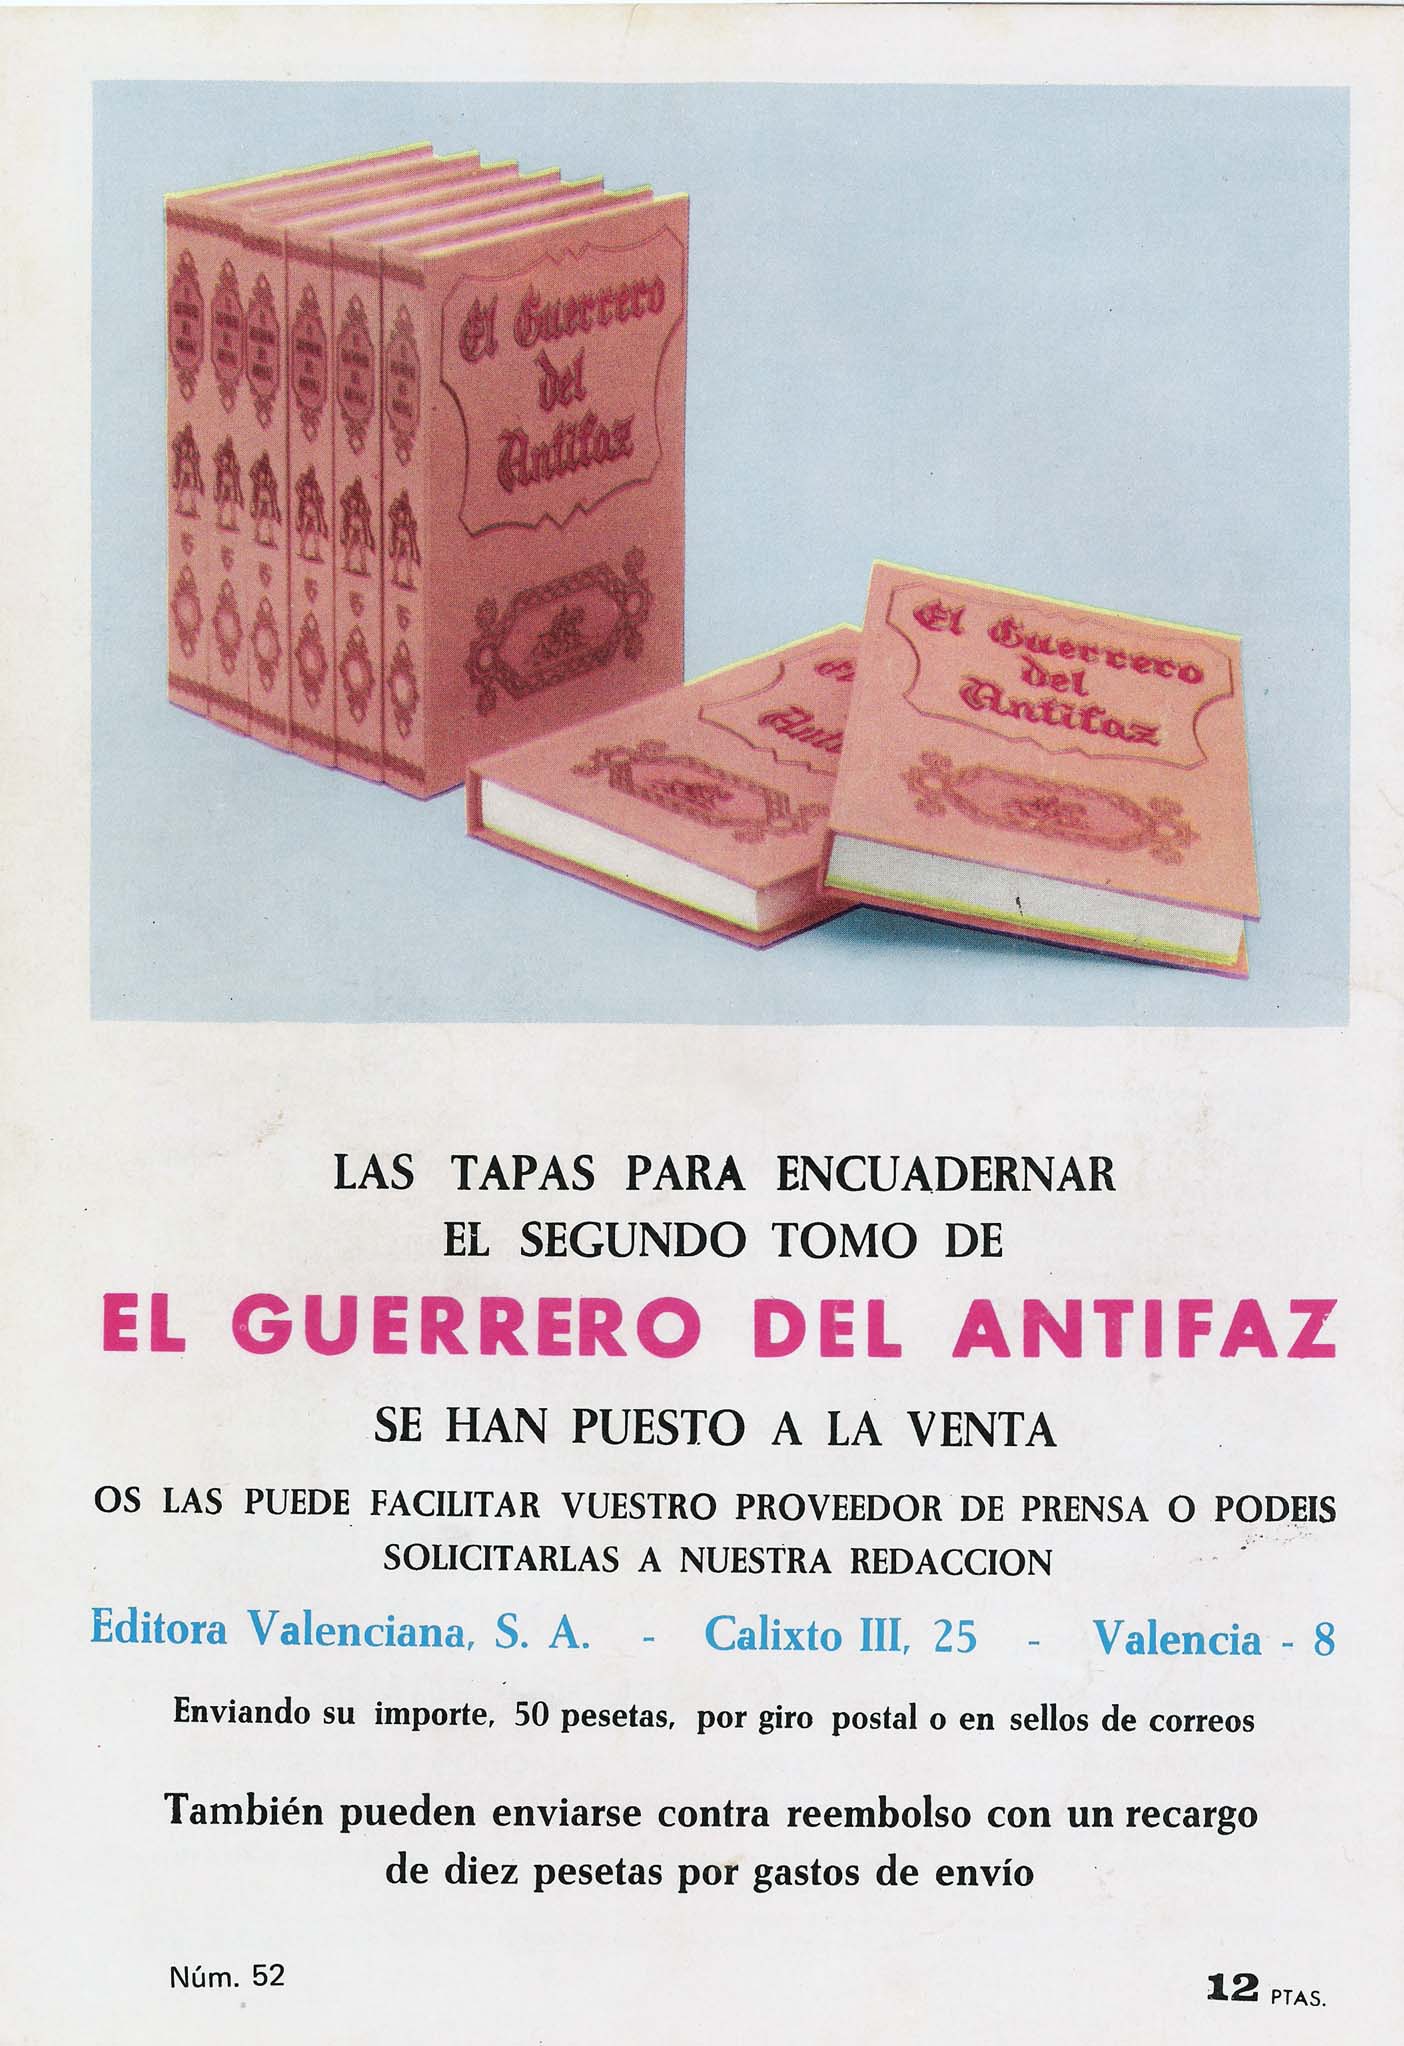 El Guerrero
del
Antifaz
El Guerrero
del
Antifaz
LAS TAPAS PARA ENCUADERNAR
EL SEGUNDO TOMO DE
EL GUERRERO DEL ANTIFAZ
SE HAN PUESTO A LA VENTA
OS LAS PUEDE FACILITAR VUESTRO PROVEEDOR DE PRENSA O PODEIS
SOLICITARLAS A NUESTRA REDACCION
Editora Valenciana, S. A. - Calixto III, 25 - Valencia - 8
Enviando su importe, 50 pesetas, por giro postal o en sellos de correos
También pueden enviarse contra reembolso con un recargo
de diez pesetas por gastos de envío
Núm. 52
12 PTAS.